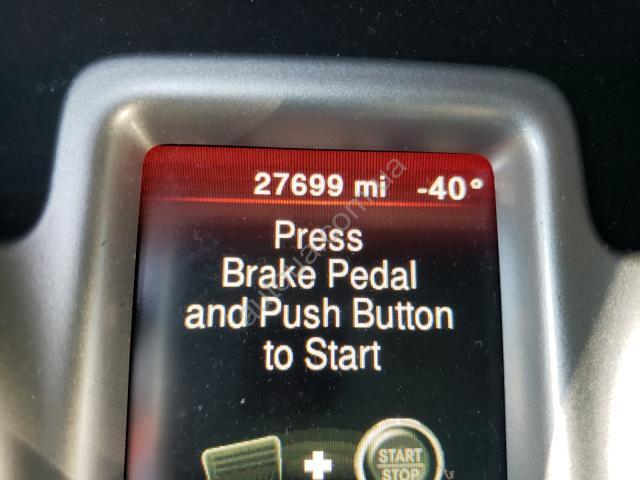 27699 mi -40°
Press
Brake Pedal
and Push Button
to Start
START
STOP